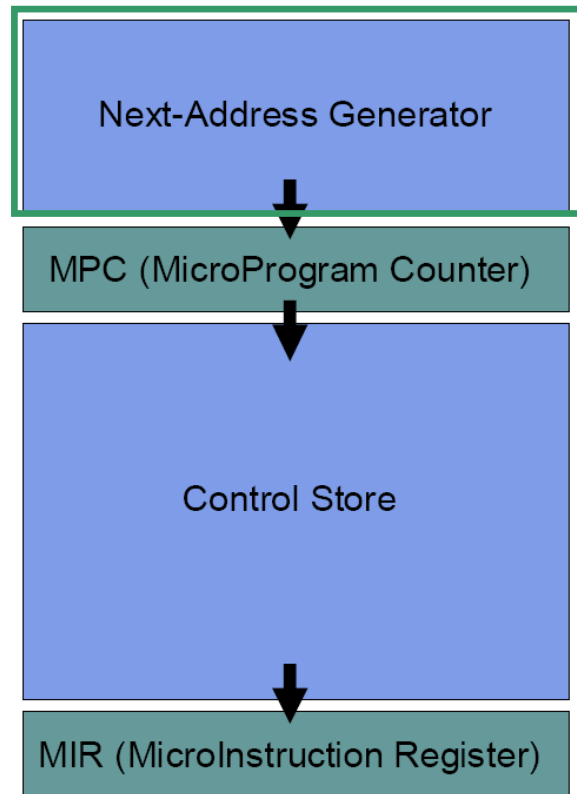 Next-Address Generator
MPC (MicroProgram Counter)
Control Store
MIR (MicroInstruction Register)